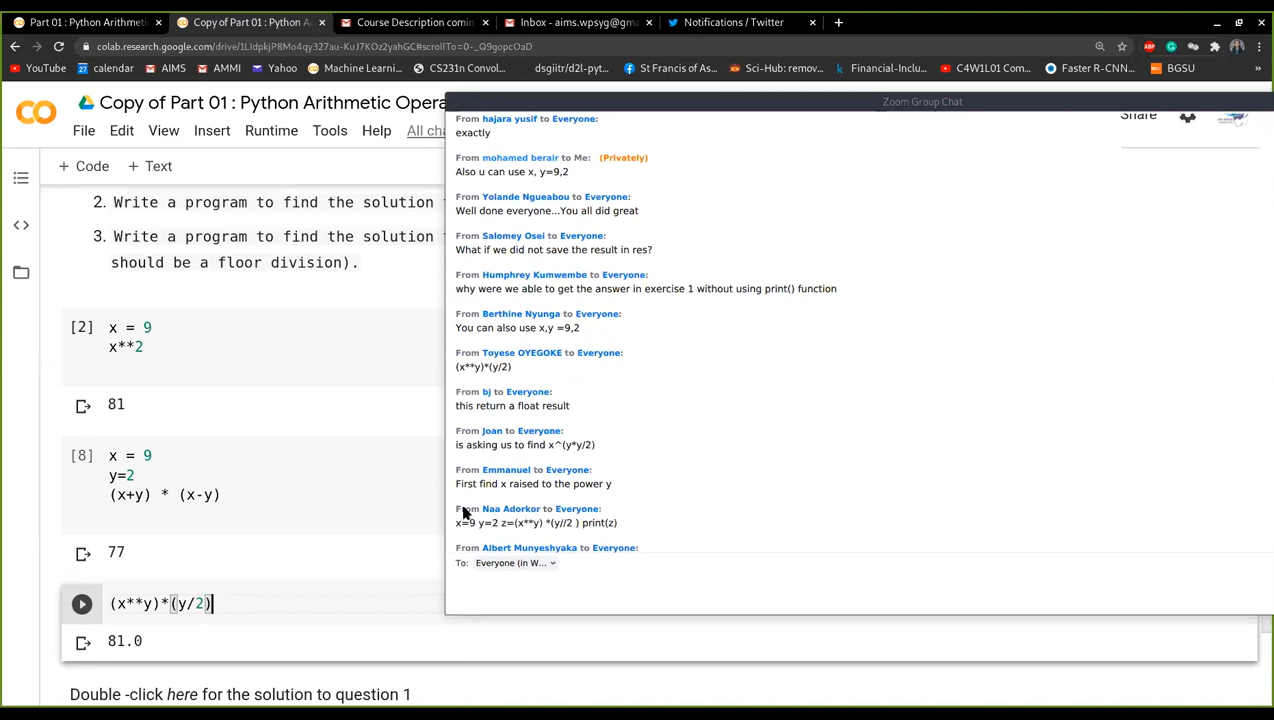 Part 01 : Python Arithmetic
Copy of Part 01 : Python A
Course Description comin
Inbox - aims.wpsyg@gma
Notifications / Twitter
colab.research.google.com/drive/1LIdpkjP8Mo4qy327au-KuJ7KOz2yahGC#scrollTo=0-_Q9gopcOaD
YouTube
calendar
AIMS
AMMI
Yahoo
Machine Learni...
CS231n Convol...
dsgiitr/d2l-pyt...
St Francis of As...
Sci-Hub: remov...
Financial-Inclu...
C4W1L01 Com...
Faster R-CNN...
BGSU
Copy of Part 01 : Python Arithmetic Opera
File Edit View Insert Runtime Tools Help All cha
Share
+ Code + Text
2. Write a program to find the solution
3. Write a program to find the solution
should be a floor division).
[2] x = 9
x**2
81
[8] x = 9
y=2
(x+y) * (x-y)
77
(x**y)*(y/2)
81.0
Double -click here for the solution to question 1
Zoom Group Chat
From hajara yusif to Everyone:
exactly
From mohamed berair to Me: (Privately)
Also u can use x, y=9,2
From Yolande Ngueabou to Everyone:
Well done everyone...You all did great
From Salomey Osei to Everyone:
What if we did not save the result in res?
From Humphrey Kumwembe to Everyone:
why were we able to get the answer in exercise 1 without using print() function
From Berthine Nyunga to Everyone:
You can also use x,y =9,2
From Toyese OYEGOKE to Everyone:
(x**y)*(y/2)
From bj to Everyone:
this return a float result
From Joan to Everyone:
is asking us to find x^(y*y/2)
From Emmanuel to Everyone:
First find x raised to the power y
From Naa Adorkor to Everyone:
x=9 y=2 z=(x**y) *(y//2 ) print(z)
From Albert Munyeshyaka to Everyone:
To: Everyone (in W...